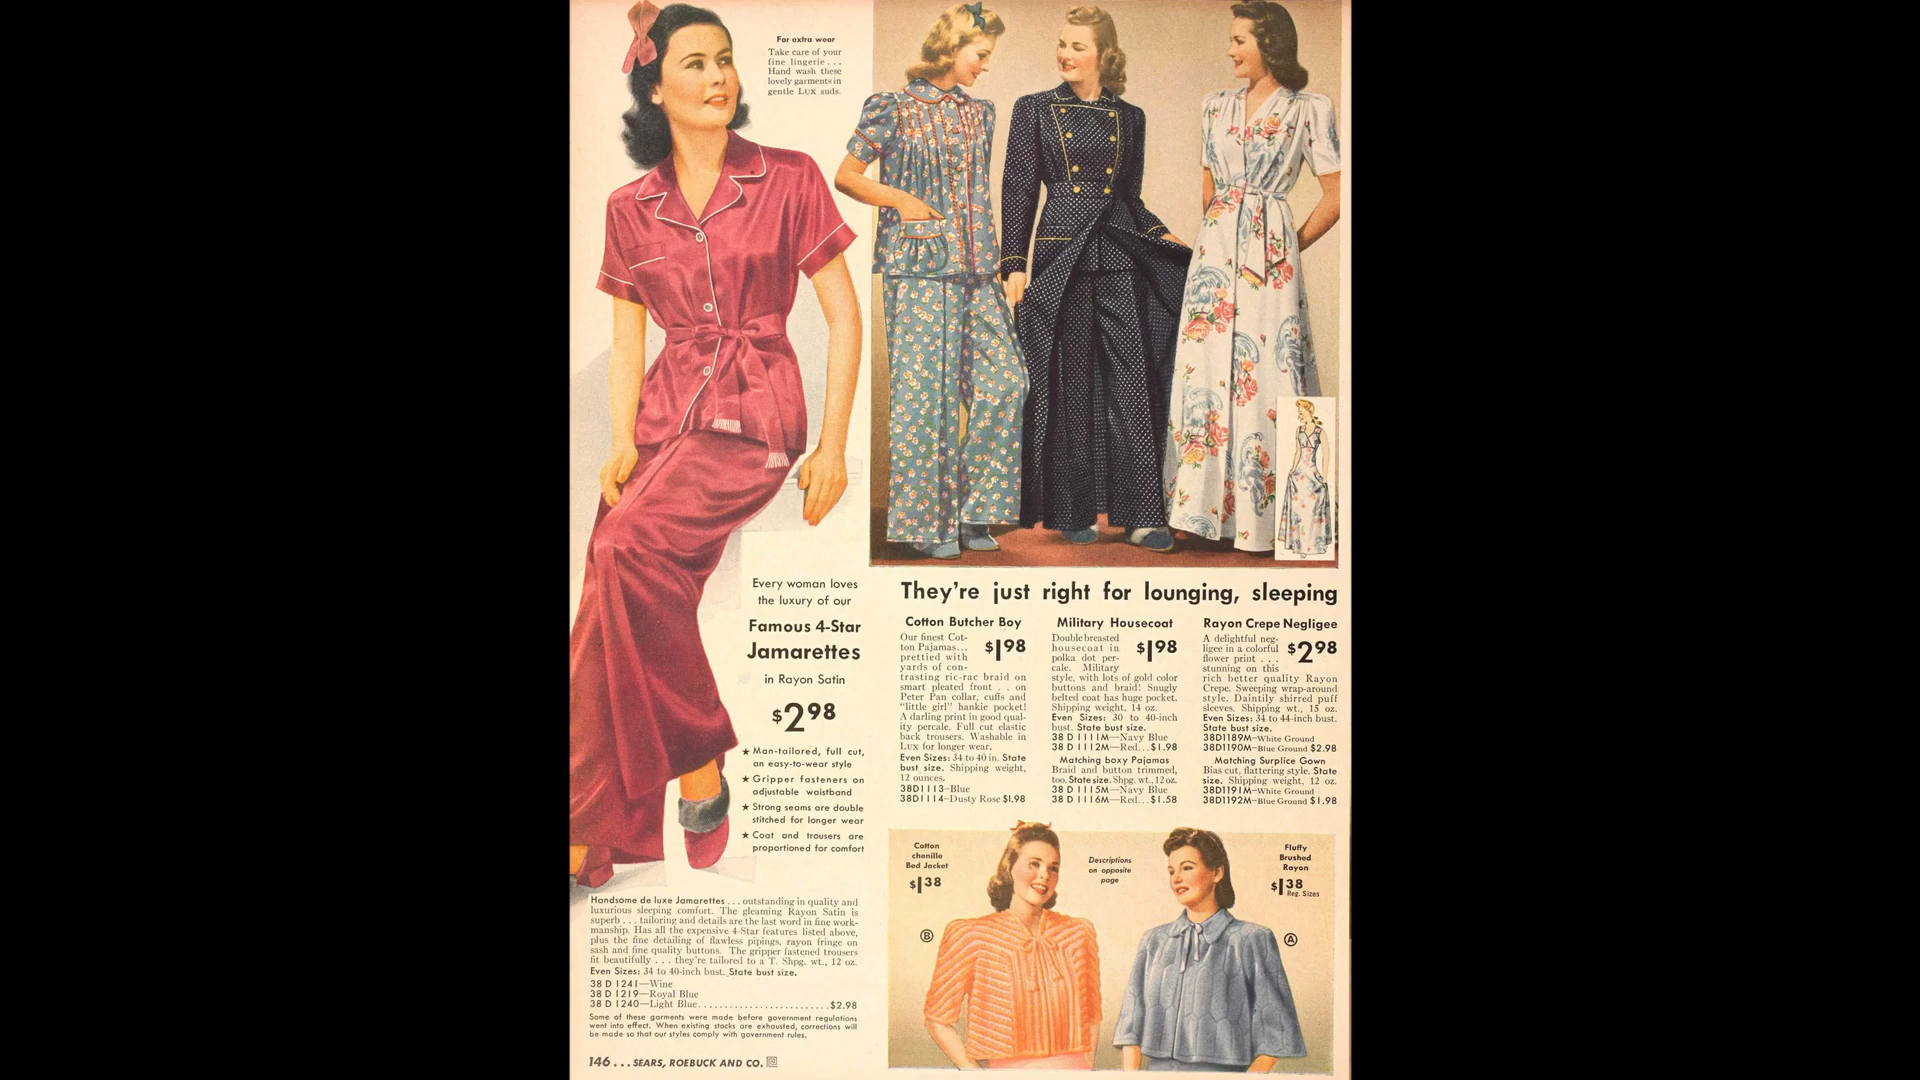 For extra wear
Take care of your
fine lingerie . . .
Hand wash these
lovely garments in
gentle LUX suds.
Every woman loves
the luxury of our
Famous 4-Star
Jamarettes
in Rayon Satin
$2.98
★ Man-tailored, full cut,
an easy-to-wear style
★ Gripper fasteners on
adjustable waistband
★ Strong seams are double
stitched for longer wear
★ Coat and trousers are
proportioned for comfort
Handsome de luxe Jamarettes . . . outstanding in quality and
luxurious sleeping comfort. The gleaming Rayon Satin is
superb . . . tailoring and details are the last word in fine work-
manship. Has all the expensive 4-Star features listed above,
plus the fine detailing of flawless pipings, rayon fringe on
sash and fine quality buttons. The gripper fastened trousers
fit beautifully . . . they're tailored to a T. Shpg. wt., 12 oz.
Even Sizes: 34 to 40-inch bust. State bust size.
38 D 1241—Wine
38 D 1219—Royal Blue
38 D 1240—Light Blue . . . . . . . . . . . . . . . . . . . . . . . . . $2.98
Some of these garments were made before government regulations
went into effect. When existing stocks are exhausted, corrections will
be made so that our styles comply with government rules.
146 . . . SEARS, ROEBUCK AND CO.
They're just right for lounging, sleeping
Cotton Butcher Boy
$1.98
Our finest Cot-
ton Pajamas...
prettied with
yards of con-
trasting ric-rac braid on
smart pleated front . . on
Peter Pan collar, cuffs and
"little girl" hankie pocket!
A darling print in good qual-
ity percale. Full cut elastic
back trousers. Washable in
LUX for longer wear.
Even Sizes: 34 to 40 in. State
bust size. Shipping weight,
12 ounces.
38D1113—Blue
38D1114—Dusty Rose $1.98
Military Housecoat
$1.98
Double breasted
housecoat in
polka dot per-
cale. Military
style, with lots of gold color
buttons and braid! Snugly
belted coat has huge pocket.
Shipping weight, 14 oz.
Even Sizes: 30 to 40-inch
bust. State bust size.
38 D 1111M—Navy Blue
38 D 1112M—Red...$1.98
Matching boxy Pajamas
Braid and button trimmed,
too. State size. Shpg. wt., 12 oz.
38 D 1115M—Navy Blue
38 D 1116M—Red...$1.58
Rayon Crepe Negligee
$2.98
A delightful neg-
ligee in a colorful
flower print . . .
stunning on this
rich better quality Rayon
Crepe. Sweeping wrap-around
style. Daintily shirred puff
sleeves. Shipping wt., 15 oz.
Even Sizes: 34 to 44-inch bust.
State bust size.
38D1189M—White Ground
38D1190M—Blue Ground $2.98
Matching Surplice Gown
Bias cut, flattering style. State
size. Shipping weight, 12 oz.
38D1191M—White Ground
38D1192M—Blue Ground $1.98
Cotton
chenille
Bed Jacket
$1.38
Descriptions
on opposite
page
Fluffy
Brushed
Rayon
$1.38
Reg. Sizes
B
A